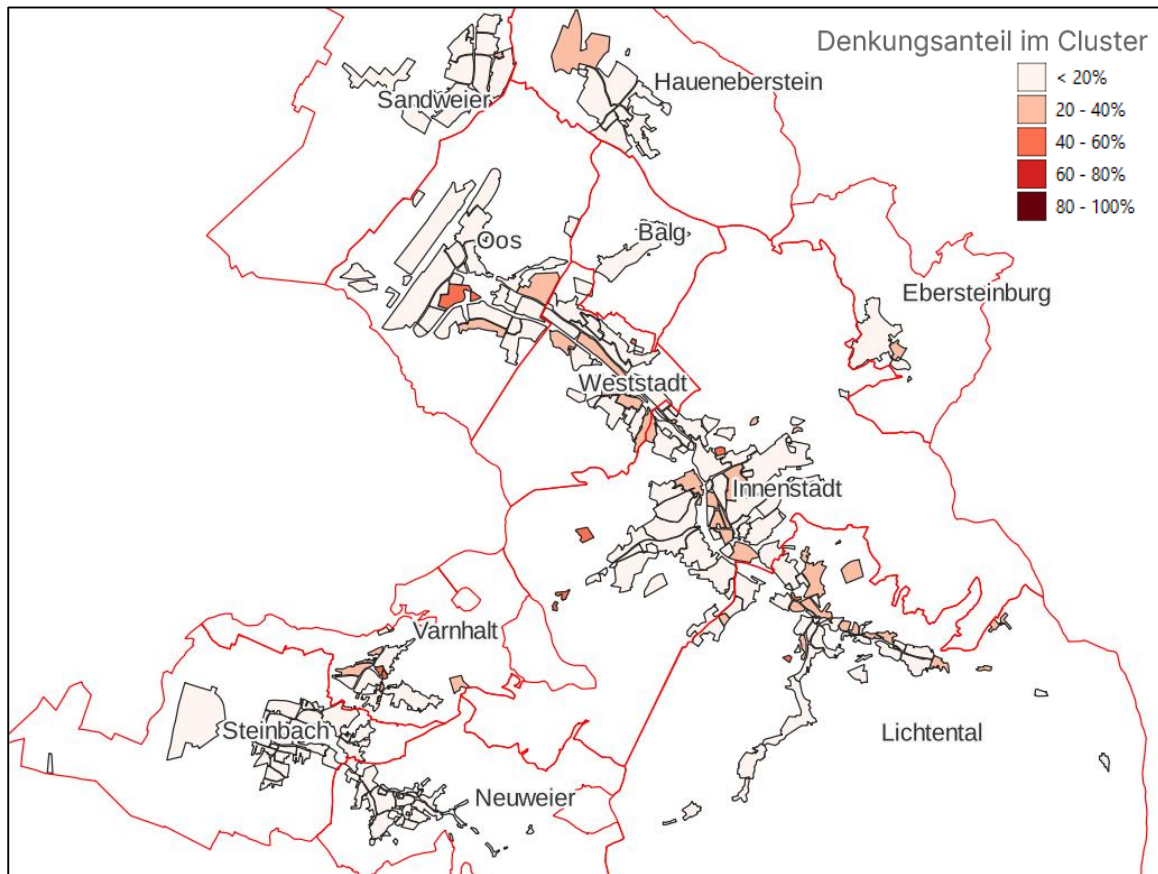 Denkungsanteil im Cluster
< 20%
20 - 40%
40 - 60%
60 - 80%
80 - 100%
Haueneberstein
Sandweier
Oos
Balg
Ebersteinburg
Weststadt
Innenstadt
Varnhalt
Steinbach
Lichtental
Neuweier